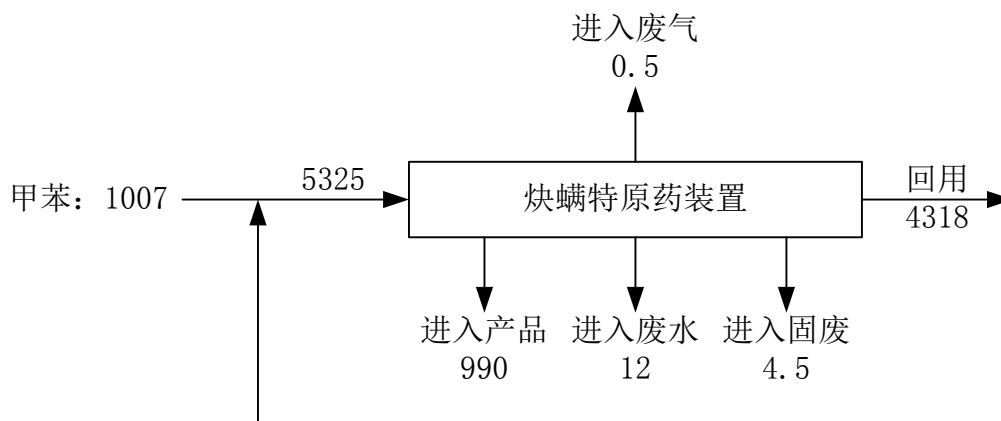 进入废气
0.5
甲苯：1007
5325
炔螨特原药装置
回用
4318
进入产品
990
进入废水
12
进入固废
4.5